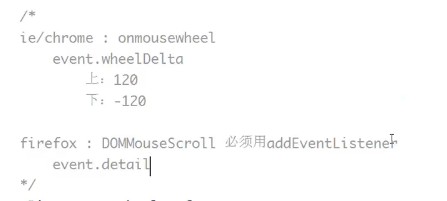 /*
ie/chrome : onmousewheel
event.wheelDelta
上：120
下：-120
firefox : DOMMouseScroll 必须用addEventListener
event.detail
*/